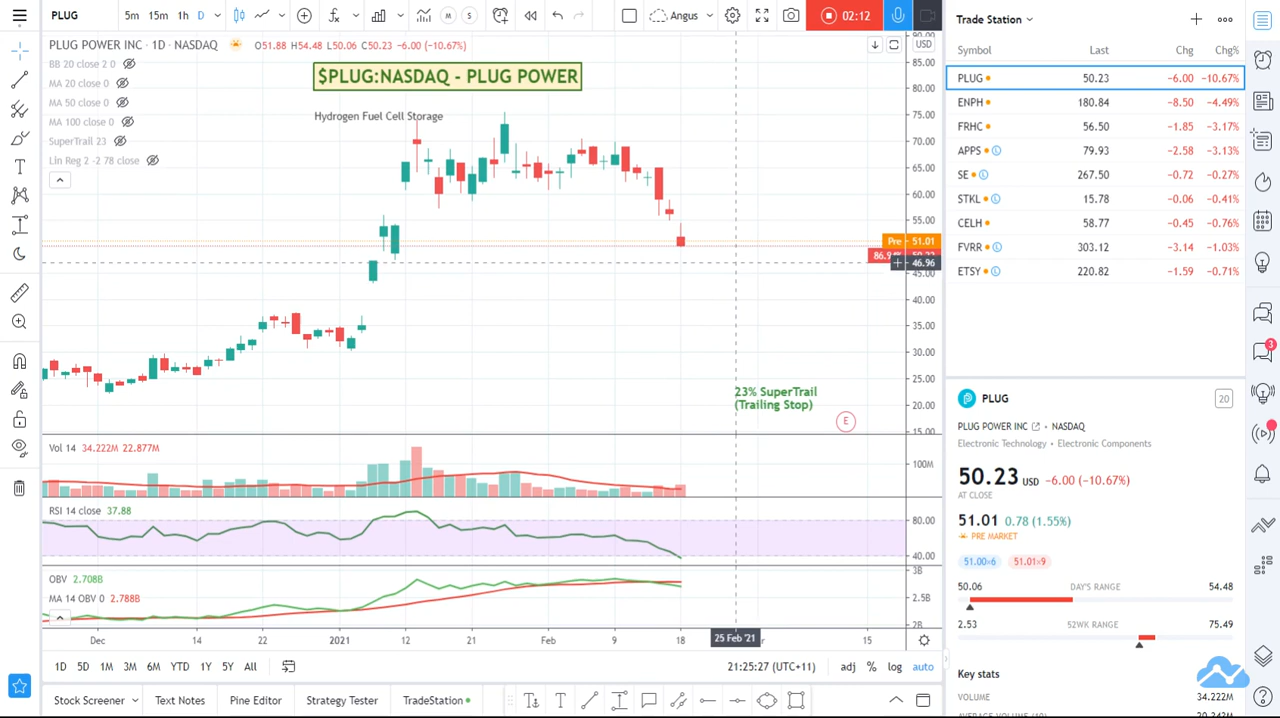 PLUG
5m 15m 1h D
Angus
02:12
Trade Station
PLUG POWER INC · 1D · NASDAQ O51.88 H54.48 L50.06 C50.23 −6.00 (−10.67%)
USD
BB 20 close 2 0
MA 20 close 0
MA 50 close 0
MA 100 close 0
SuperTrail 23
Lin Reg 2 -2 78 close
$PLUG:NASDAQ - PLUG POWER
Hydrogen Fuel Cell Storage
85.00
80.00
75.00
70.00
65.00
60.00
55.00
Pre 51.01
46.96
45.00
40.00
35.00
30.00
25.00
20.00
15.00
23% SuperTrail
(Trailing Stop)
E
Vol 14 34.222M 22.877M
100M
RSI 14 close 37.88
80.00
40.00
OBV 2.708B
MA 14 OBV 0 2.788B
3B
2.5B
2B
Dec 14 22 2021 12 21 Feb 9 18 25 Feb '21 15
1D 5D 1M 3M 6M YTD 1Y 5Y All
21:25:27 (UTC+11) adj % log auto
Stock Screener Text Notes Pine Editor Strategy Tester TradeStation
Symbol Last Chg Chg%
PLUG 50.23 −6.00 −10.67%
ENPH 180.84 −8.50 −4.49%
FRHC 56.50 −1.85 −3.17%
APPS L 79.93 −2.58 −3.13%
SE L 267.50 −0.72 −0.27%
STKL L 15.78 −0.06 −0.41%
CELH 58.77 −0.45 −0.76%
FVRR L 303.12 −3.14 −1.03%
ETSY L 220.82 −1.59 −0.71%
PLUG 20
PLUG POWER INC · NASDAQ
Electronic Technology · Electronic Components
50.23 USD −6.00 (−10.67%)
AT CLOSE
51.01 0.78 (1.55%)
PRE MARKET
51.00×6 51.01×9
50.06 DAY'S RANGE 54.48
2.53 52WK RANGE 75.49
Key stats
VOLUME 34.222M
3